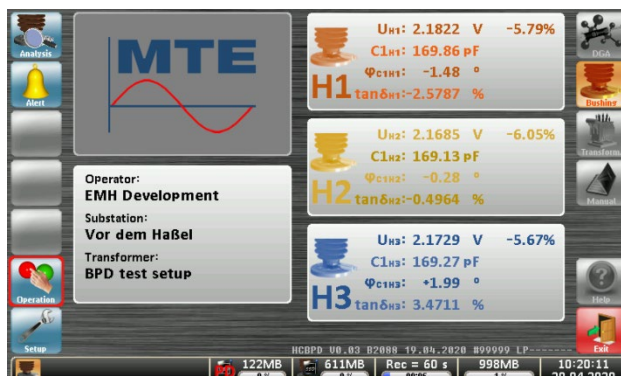 Analysis
Alert
Operation
Setup
MTE
Operator:
EMH Development
Substation:
Vor dem Haßel
Transformer:
BPD test setup
H1
UH1: 2.1822 V -5.79%
C1H1: 169.86 pF
φC1H1: -1.48 °
tanδH1:-2.5787 %
H2
UH2: 2.1685 V -6.05%
C1H2: 169.13 pF
φC1H2: -0.28 °
tanδH2:-0.4964 %
H3
UH3: 2.1729 V -5.67%
C1H3: 169.27 pF
φC1H3: +1.99 °
tanδH3: 3.4711 %
DGA
Bushing
Transform
Manual
Help
Exit
HCBPD V0.03 B2088 19.04.2020 #99999 LP-------
122MB 611MB Rec = 60 s 998MB 10:20:11